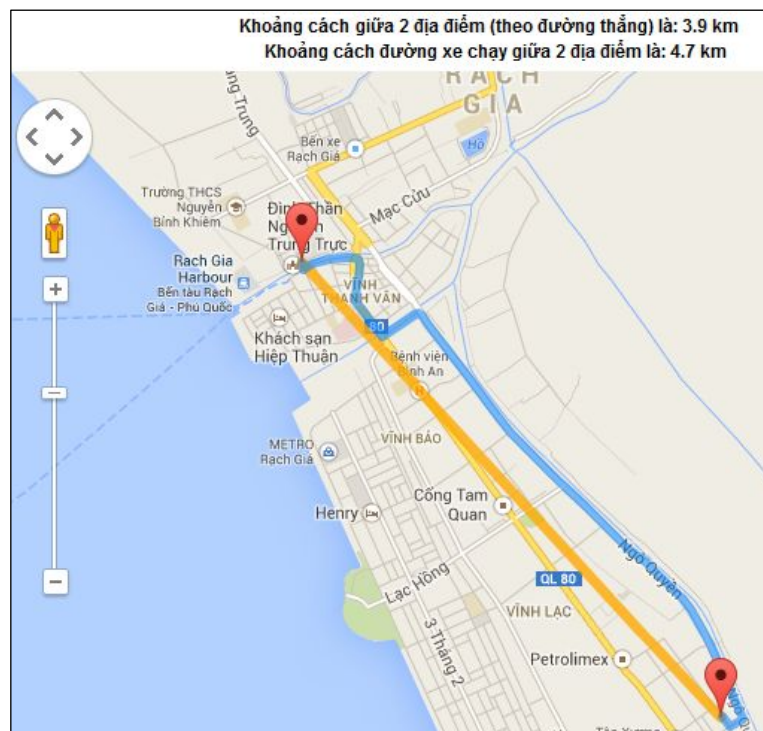 Khoảng cách giữa 2 địa điểm (theo đường thẳng) là: 3.9 km
Khoảng cách đường xe chạy giữa 2 địa điểm là: 4.7 km
RẠCH
GIA
Trung
Bến xe
Rạch Giá
Hồ
Mạc Cửu
Trường THCS
Nguyễn
Bỉnh Khiêm
Đình Thần
Trung Trực
Rach Gia
Harbour
Bến tàu Rạch
Giá - Phú Quốc
VĨNH
THANH VÂN
80
Khách sạn
Hiệp Thuận
Bệnh viện
Bình An
VĨNH BẢO
METRO
Rạch Giá
Cống Tam
Quan
Henry
Ngô Quyền
QL 80
Lạc Hồng
VĨNH LẠC
3 Tháng 2
Petrolimex